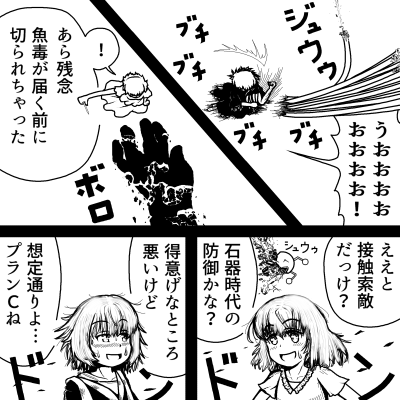 ジュウゥ
ブチ
ブチ
ブチ
ブチ
うおおおお
おおおお！
！
あら残念
魚毒が届く前に
切られちゃった
ボロ
ええと
接触索敵
だっけ？
ジュウゥ
石器時代の
防御かな？
ドン
得意げなところ
悪いけど
想定通りよ…
プランCね
ドン